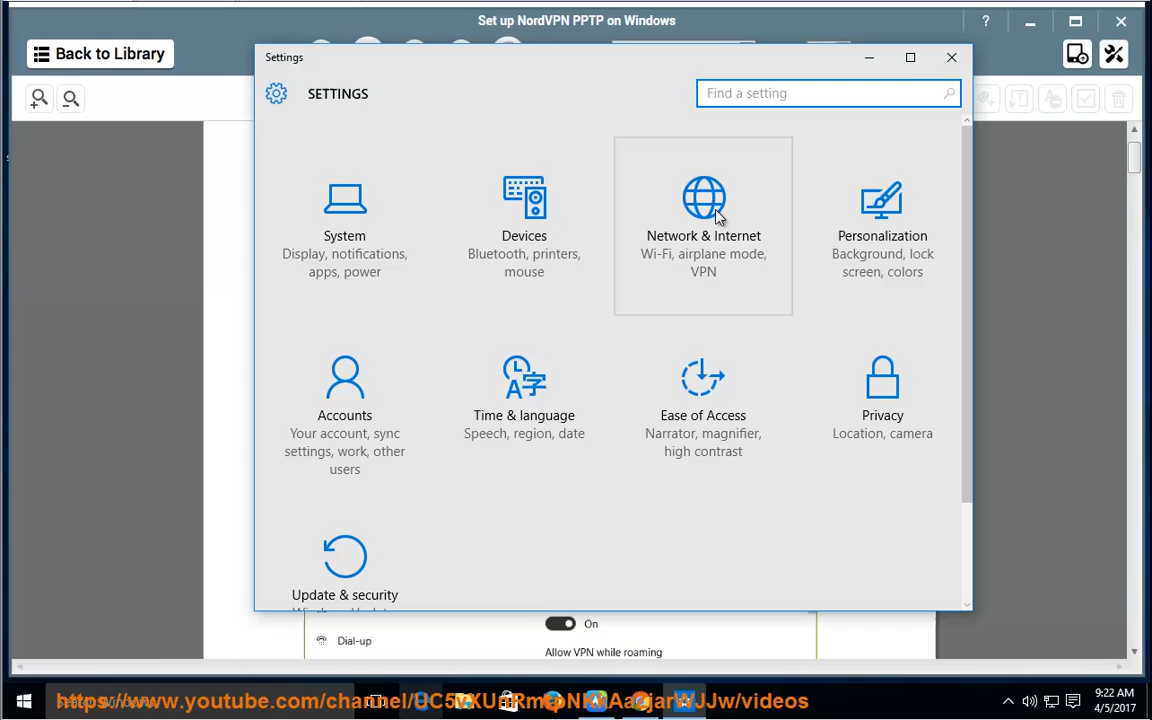 Set up NordVPN PPTP on Windows
?
Back to Library
Settings
SETTINGS
Find a setting
System
Display, notifications,
apps, power
Devices
Bluetooth, printers,
mouse
Network & Internet
Wi-Fi, airplane mode,
VPN
Personalization
Background, lock
screen, colors
Accounts
Your account, sync
settings, work, other
users
Time & language
Speech, region, date
Ease of Access
Narrator, magnifier,
high contrast
Privacy
Location, camera
Update & security
On
Dial-up
Allow VPN while roaming
9:22 AM
4/5/2017